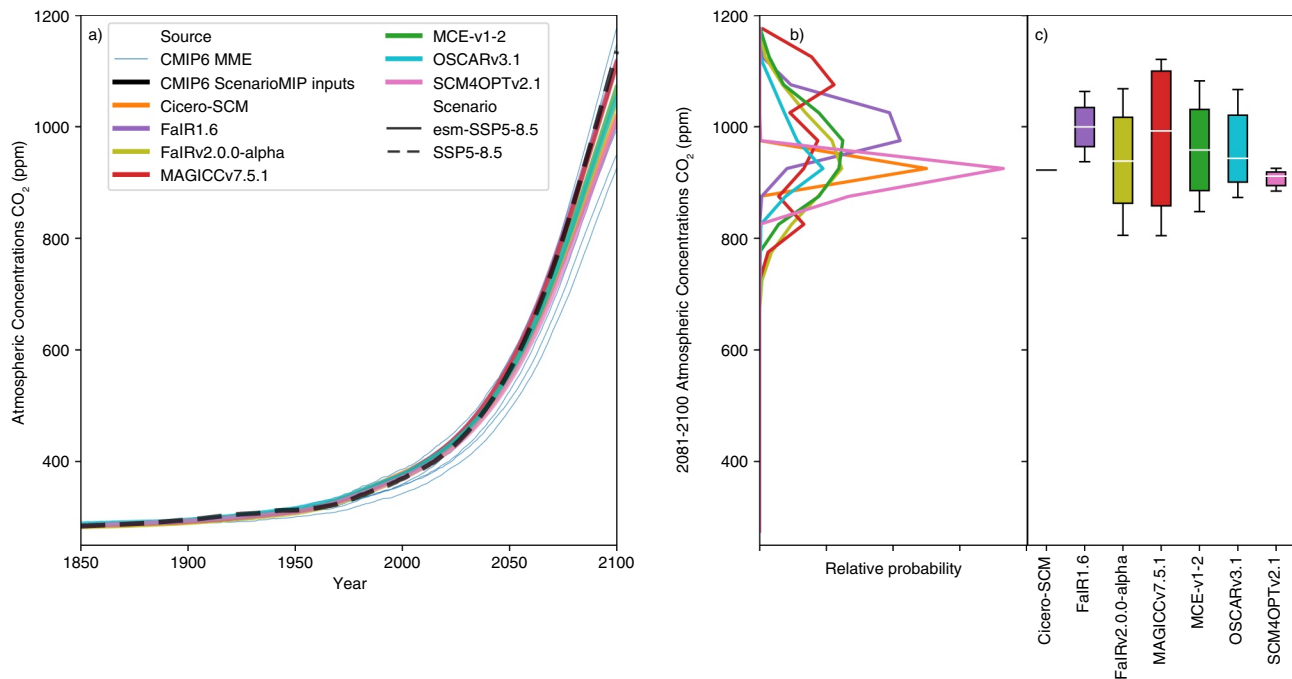 a)
Source
CMIP6 MME
CMIP6 ScenarioMIP inputs
Cicero-SCM
FaIR1.6
FaIRv2.0.0-alpha
MAGICCv7.5.1
MCE-v1-2
OSCARv3.1
SCM4OPTv2.1
Scenario
esm-SSP5-8.5
SSP5-8.5
Atmospheric Concentrations CO₂ (ppm)
1200
1000
800
600
400
1850
1900
1950
2000
2050
2100
Year
b)
2081-2100 Atmospheric Concentrations CO₂ (ppm)
1200
1000
800
600
400
Relative probability
c)
Cicero-SCM
FaIR1.6
FaIRv2.0.0-alpha
MAGICCv7.5.1
MCE-v1-2
OSCARv3.1
SCM4OPTv2.1